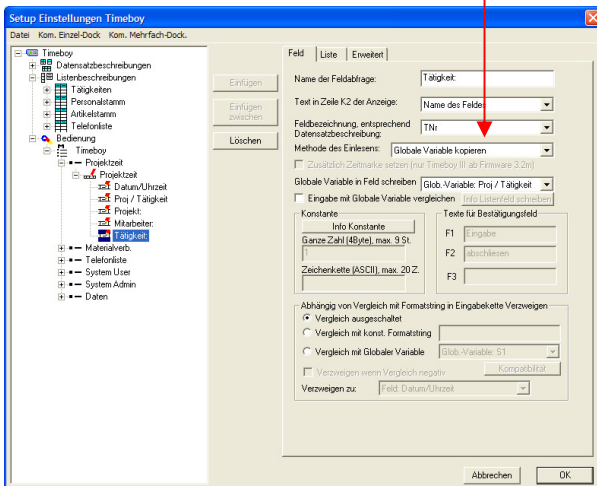 Setup Einstellungen Timeboy
Datei Kom. Einzel-Dock Kom. Mehrfach-Dock.
Timeboy
Datensatzbeschreibungen
Listenbeschreibungen
Tätigkeiten
Personalstamm
Artikelstamm
Telefonliste
Bedienung
Timeboy
Projektzeit
Projektzeit
Datum/Uhrzeit
Proj / Tätigkeit
Projekt:
Mitarbeiter:
Tätigkeit:
Materialverb.
Telefonliste
System User
System Admin
Daten
Einfügen
Einfügen
zwischen
Löschen
Feld Liste Erweitert
Name der Feldabfrage: Tätigkeit:
Text in Zeile K2 der Anzeige: Name des Feldes
Feldbezeichnung, entsprechend
Datensatzbeschreibung: TNr
Methode des Einlesens: Globale Variable kopieren
Zusätzlich Zeitmarke setzen (nur Timeboy III ab Firmware 3.2m)
Globale Variable in Feld schreiben Glob.-Variable: Proj / Tätigkeit
Eingabe mit Globale Variable vergleichen Info Listenfeld schreiben
Konstante
Info Konstante
Ganze Zahl (4Byte), max. 9 St.
1
Zeichenkette (ASCII), max. 20 Z.
Texte für Bestätigungsfeld
F1 Eingabe
F2 abschliesen
F3
Abhängig von Vergleich mit Formatstring in Eingabekette Verzweigen
Vergleich ausgeschaltet
Vergleich mit konst. Formatstring
Vergleich mit Globaler Variable Glob.-Variable: S1
Verzweigen wenn Vergleich negativ Kompatibilität
Verzweigen zu: Feld: Datum/Uhrzeit
Abbrechen OK